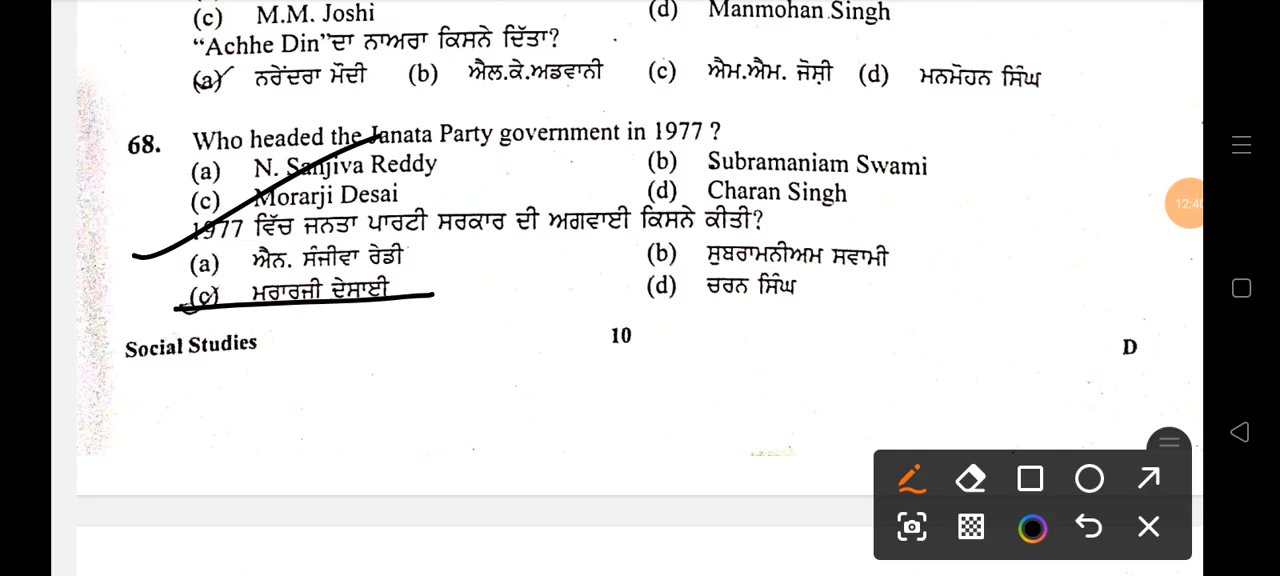 (c) M.M. Joshi (d) Manmohan Singh
“Achhe Din”ਦਾ ਨਾਅਰਾ ਕਿਸਨੇ ਦਿੱਤਾ?
(a) ਨਰੇਂਦਰਾ ਮੌਦੀ (b) ਐਲ.ਕੇ.ਅਡਵਾਨੀ (c) ਐਮ.ਐਮ. ਜੋਸ਼ੀ (d) ਮਨਮੋਹਨ ਸਿੰਘ
68. Who headed the Janata Party government in 1977 ?
(a) N. Sanjiva Reddy (b) Subramaniam Swami
(c) Morarji Desai (d) Charan Singh
1977 ਵਿੱਚ ਜਨਤਾ ਪਾਰਟੀ ਸਰਕਾਰ ਦੀ ਅਗਵਾਈ ਕਿਸਨੇ ਕੀਤੀ?
(a) ਐਨ. ਸੰਜੀਵਾ ਰੇਡੀ (b) ਸੁਬਰਾਮਨੀਅਮ ਸਵਾਮੀ
(c) ਮਰਾਰਜੀ ਦੇਸਾਈ (d) ਚਰਨ ਸਿੰਘ
Social Studies 10 D
12:40